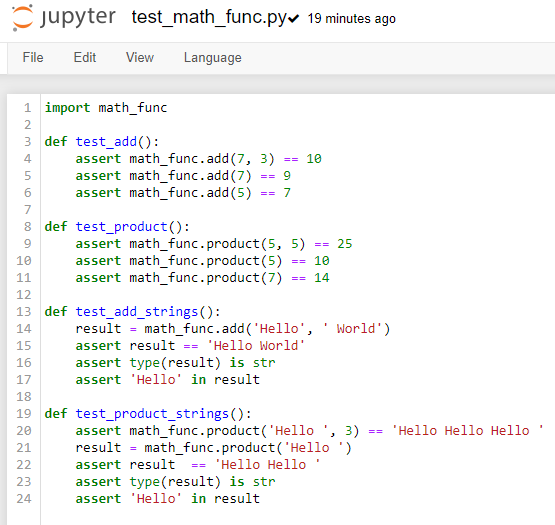 jupyter test_math_func.py✔ 19 minutes ago
File Edit View Language
1 import math_func
2
3 def test_add():
4     assert math_func.add(7, 3) == 10
5     assert math_func.add(7) == 9
6     assert math_func.add(5) == 7
7
8 def test_product():
9     assert math_func.product(5, 5) == 25
10     assert math_func.product(5) == 10
11     assert math_func.product(7) == 14
12
13 def test_add_strings():
14     result = math_func.add('Hello', ' World')
15     assert result == 'Hello World'
16     assert type(result) is str
17     assert 'Hello' in result
18
19 def test_product_strings():
20     assert math_func.product('Hello ', 3) == 'Hello Hello Hello '
21     result = math_func.product('Hello ')
22     assert result  == 'Hello Hello '
23     assert type(result) is str
24     assert 'Hello' in result